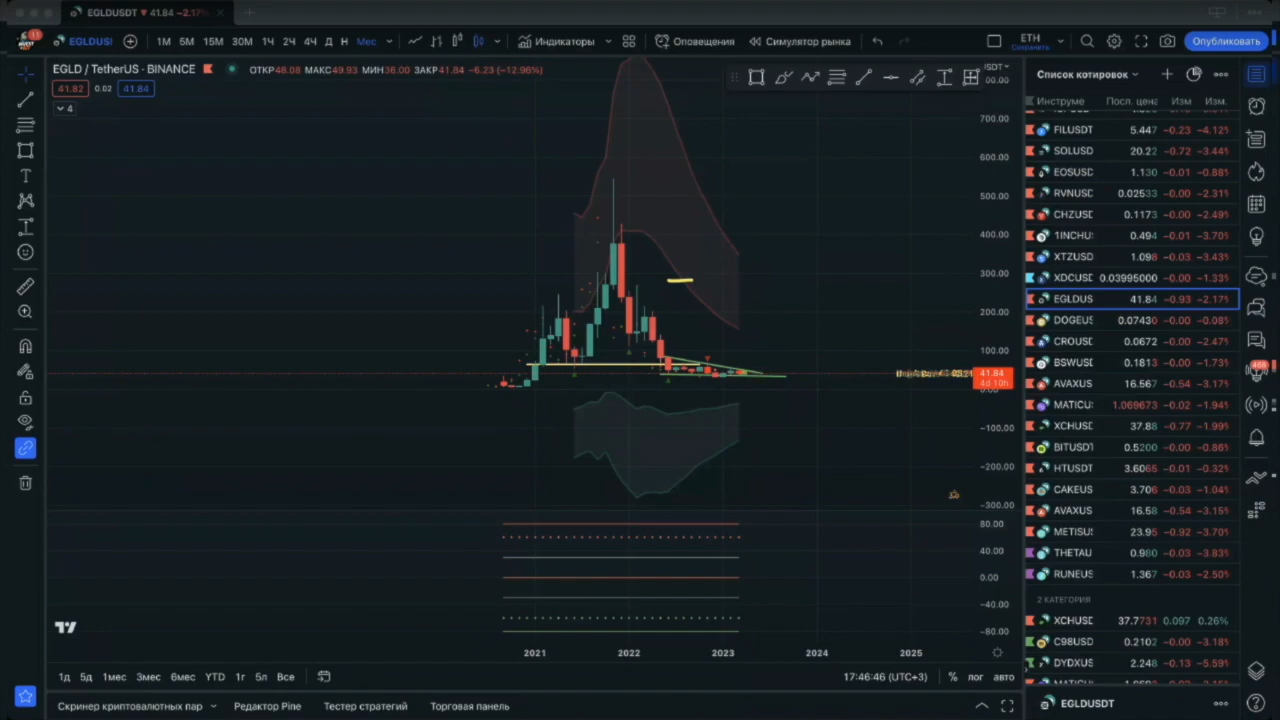 EGLDUSDT ▼ 41.84 −2.17%
11
EGLDUSI
1М 6М 15М 30М 1Ч 2Ч 4Ч Д Н Мес
Индикаторы
Оповещения
Симулятор рынка
ETH
Сохранить
Опубликовать
EGLD / TetherUS · BINANCE
ОТКР48.08 МАКС49.93 МИН36.00 ЗАКР41.84 −6.23 (−12.96%)
41.82 0.02 41.84
4
700.00
600.00
500.00
400.00
300.00
200.00
100.00
41.84
4d 10h
−100.00
−200.00
−300.00
80.00
40.00
0.00
−40.00
−80.00
2021 2022 2023 2024 2025
1д 5д 1мес 3мес 6мес YTD 1г 5л Все
17:46:46 (UTC+3)
% лог авто
Скринер криптовалютных пар
Редактор Pine
Тестер стратегий
Торговая панель
Список котировок
Инструме Посл. цена Изм Изм.
FILUSDT 5.447 −0.23 −4.12%
SOLUSD 20.22 −0.72 −3.44%
EOSUSD 1.130 −0.01 −0.88%
RVNUSD 0.02533 −0.00 −2.31%
CHZUSD 0.1173 −0.00 −2.49%
1INCHU 0.494 −0.01 −3.70%
XTZUSD 1.098 −0.03 −3.43%
XDCUSD 0.03995000 −0.00 −1.33%
EGLDUS 41.84 −0.93 −2.17%
DOGEUS 0.07430 −0.00 −0.08%
CROUSD 0.0672 −0.00 −2.47%
BSWUSD 0.1813 −0.00 −1.73%
AVAXUS 16.567 −0.54 −3.17%
MATICU 1.069673 −0.02 −1.94%
XCHUSD 37.88 −0.77 −1.99%
BITUSDT 0.5200 −0.00 −0.86%
HTUSDT 3.6065 −0.01 −0.32%
CAKEUS 3.706 −0.03 −1.04%
AVAXUS 16.58 −0.54 −3.15%
METISUS 23.95 −0.92 −3.70%
THETAU 0.980 −0.03 −3.83%
RUNEUS 1.367 −0.03 −2.50%
2 КАТЕГОРИЯ
XCHUSD 37.7731 0.097 0.26%
C98USD 0.2102 −0.00 −3.18%
DYDXUS 2.248 −0.13 −5.59%
EGLDUSDT